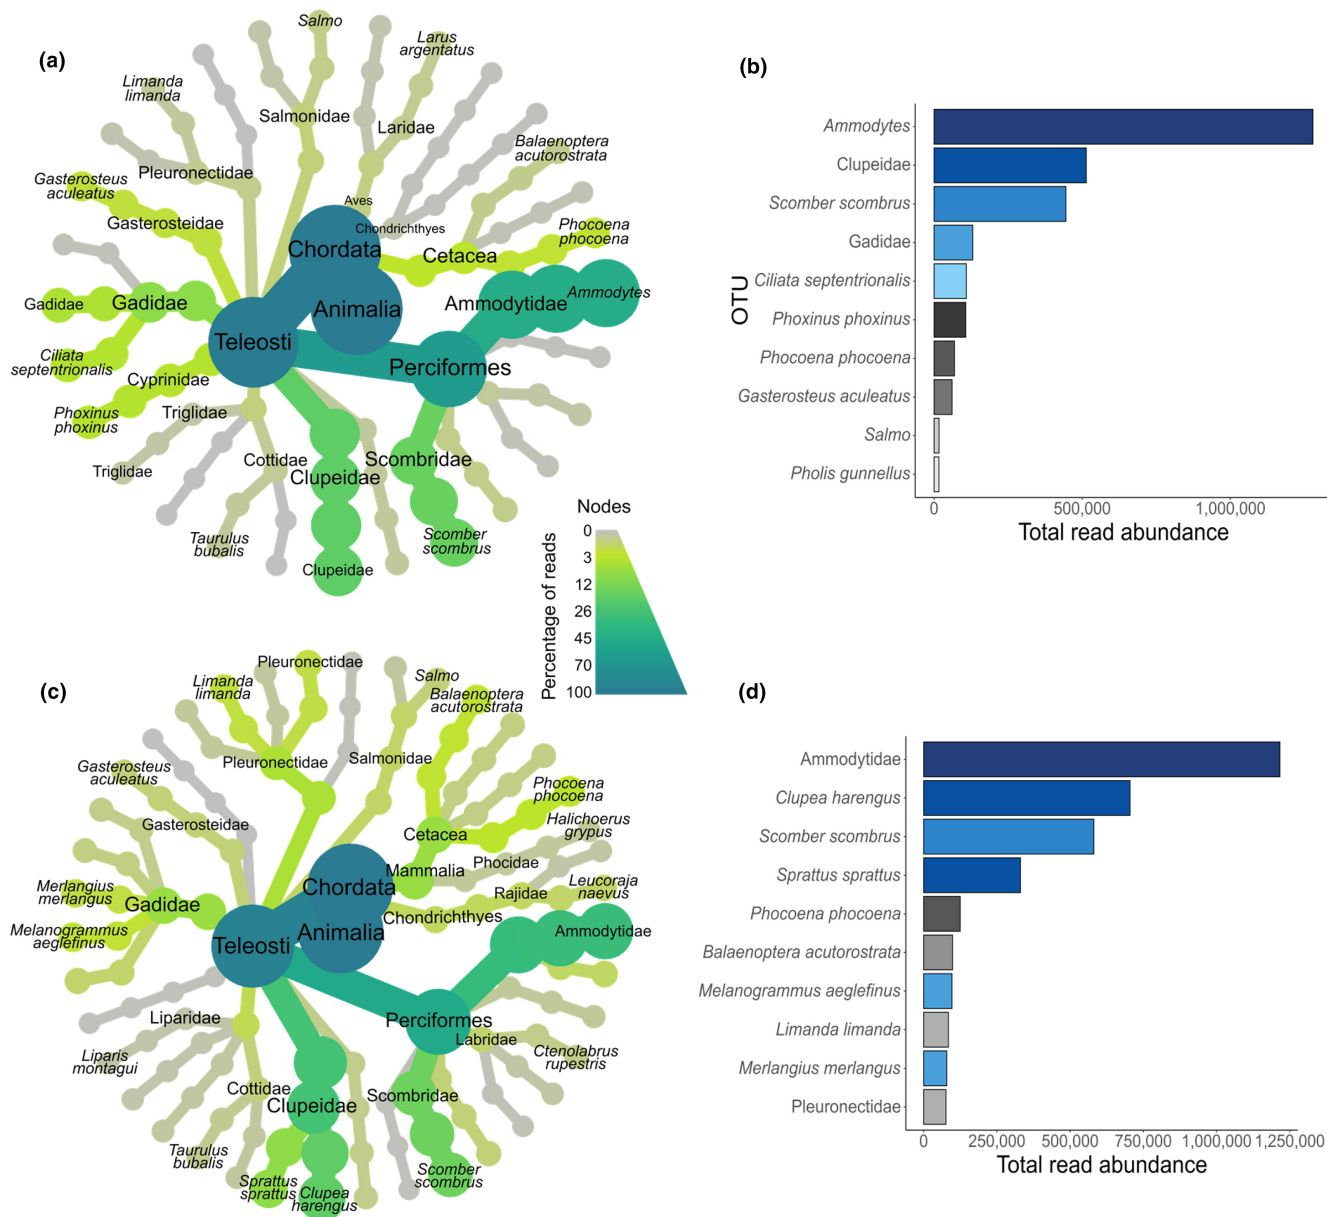 (a)
Salmo
Larus
argentatus
Limanda
limanda
Salmonidae
Laridae
Balaenoptera
acutorostrata
Pleuronectidae
Gasterosteus
aculeatus
Aves
Gasterosteidae
Chondrichthyes
Phocoena
phocoena
Chordata
Cetacea
Gadidae
Gadidae
Animalia
Ammodytidae
Ammodytes
Teleosti
Ciliata
septentrionalis
Cyprinidae
Perciformes
Phoxinus
phoxinus
Triglidae
Triglidae
Cottidae
Clupeidae
Scombridae
Taurulus
bubalis
Scomber
scombrus
Clupeidae
Nodes
Percentage of reads
0
3
12
26
45
70
100
(b)
OTU
Ammodytes
Clupeidae
Scomber scombrus
Gadidae
Ciliata septentrionalis
Phoxinus phoxinus
Phocoena phocoena
Gasterosteus aculeatus
Salmo
Pholis gunnellus
0 500,000 1,000,000
Total read abundance
(c)
Pleuronectidae
Limanda
limanda
Salmo
Balaenoptera
acutorostrata
Gasterosteus
aculeatus
Pleuronectidae
Salmonidae
Phocoena
phocoena
Gasterosteidae
Cetacea
Halichoerus
grypus
Mammalia
Phocidae
Merlangius
merlangus
Gadidae
Chordata
Rajidae
Leucoraja
naevus
Chondrichthyes
Melanogrammus
aeglefinus
Teleosti
Animalia
Ammodytidae
Liparidae
Perciformes
Labridae
Liparis
montagui
Ctenolabrus
rupestris
Cottidae
Clupeidae
Scombridae
Taurulus
bubalis
Sprattus
sprattus
Clupea
harengus
Scomber
scombrus
(d)
Ammodytidae
Clupea harengus
Scomber scombrus
Sprattus sprattus
Phocoena phocoena
Balaenoptera acutorostrata
Melanogrammus aeglefinus
Limanda limanda
Merlangius merlangus
Pleuronectidae
0 250,000 500,000 750,000 1,000,000 1,250,000
Total read abundance